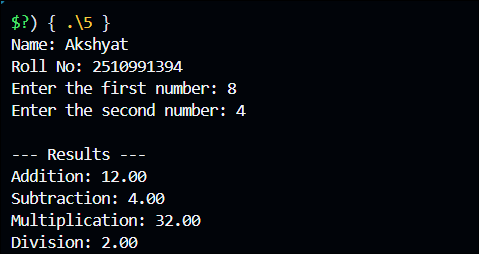 $?) { .\5 }
Name: Akshyat
Roll No: 2510991394
Enter the first number: 8
Enter the second number: 4
--- Results ---
Addition: 12.00
Subtraction: 4.00
Multiplication: 32.00
Division: 2.00